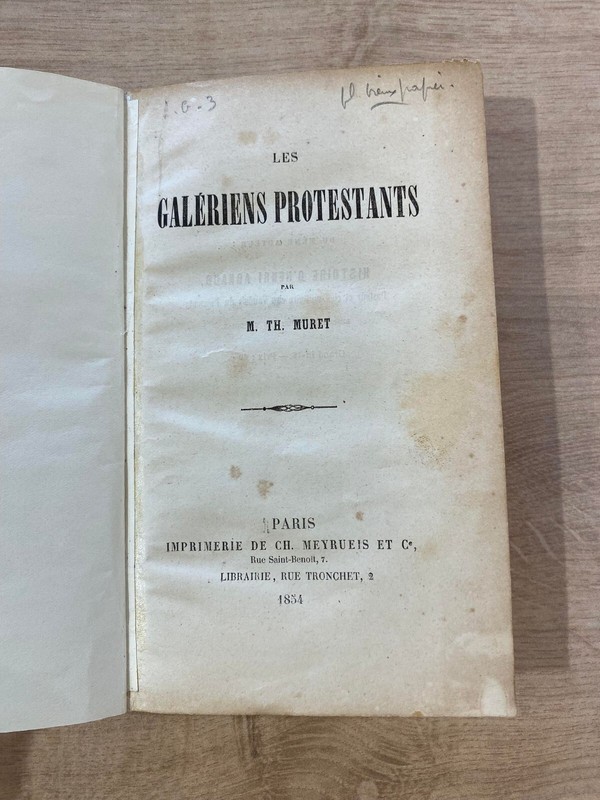 G-3
LES
GALÉRIENS PROTESTANTS
PAR
M. TH. MURET
PARIS
IMPRIMERIE DE CH. MEYRUEIS ET Cᵉ,
Rue Saint-Benoît, 7.
LIBRAIRIE, RUE TRONCHET, 2
1854